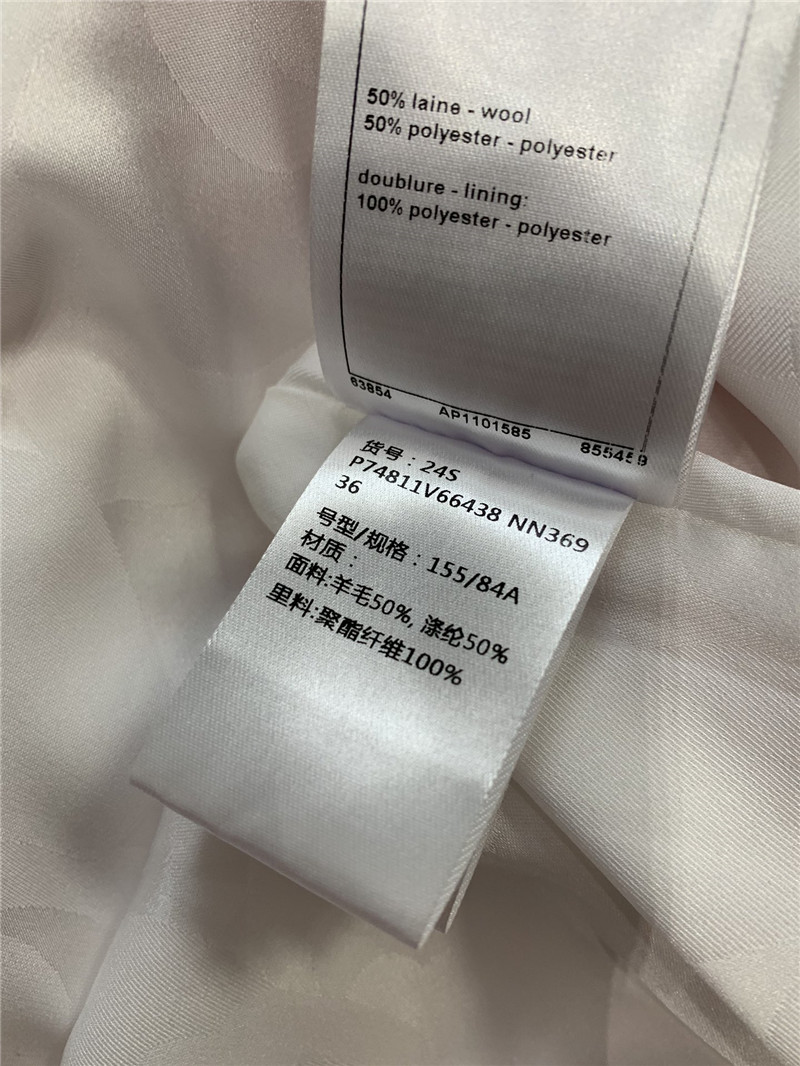 50% laine - wool
50% polyester - polyester
doublure - lining:
100% polyester - polyester
63854 AP1101585 855459
货号：24S
P74811V66438 NN369
36
号型/规格：155/84A
材质：
面料:羊毛50%, 涤纶50%
里料:聚酯纤维100%